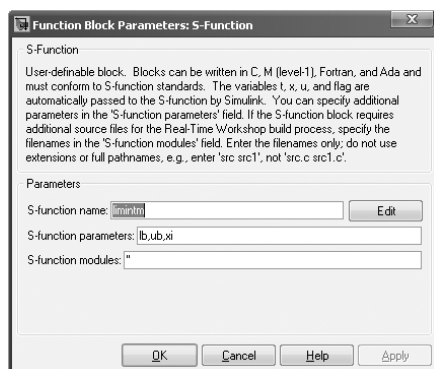 Function Block Parameters: S-Function
S-Function
User-definable block. Blocks can be written in C, M (level-1), Fortran, and Ada and
must conform to S-function standards. The variables t, x, u, and flag are
automatically passed to the S-function by Simulink. You can specify additional
parameters in the 'S-function parameters' field. If the S-function block requires
additional source files for the Real-Time Workshop build process, specify the
filenames in the 'S-function modules' field. Enter the filenames only; do not use
extensions or full pathnames, e.g., enter 'src src1', not 'src.c src1.c'.
Parameters
S-function name: limintm Edit
S-function parameters: lb,ub,xi
S-function modules: ''
OK Cancel Help Apply